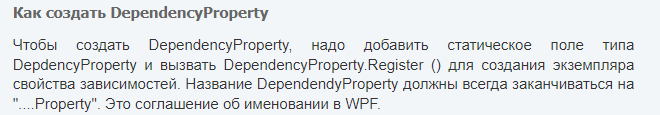 Как создать DependencyProperty
Чтобы создать DependencyProperty, надо добавить статическое поле типа
DepdencyProperty и вызвать DependencyProperty.Register () для создания экземпляра
свойства зависимостей. Название DependendyProperty должны всегда заканчиваться на
"....Property". Это соглашение об именовании в WPF.